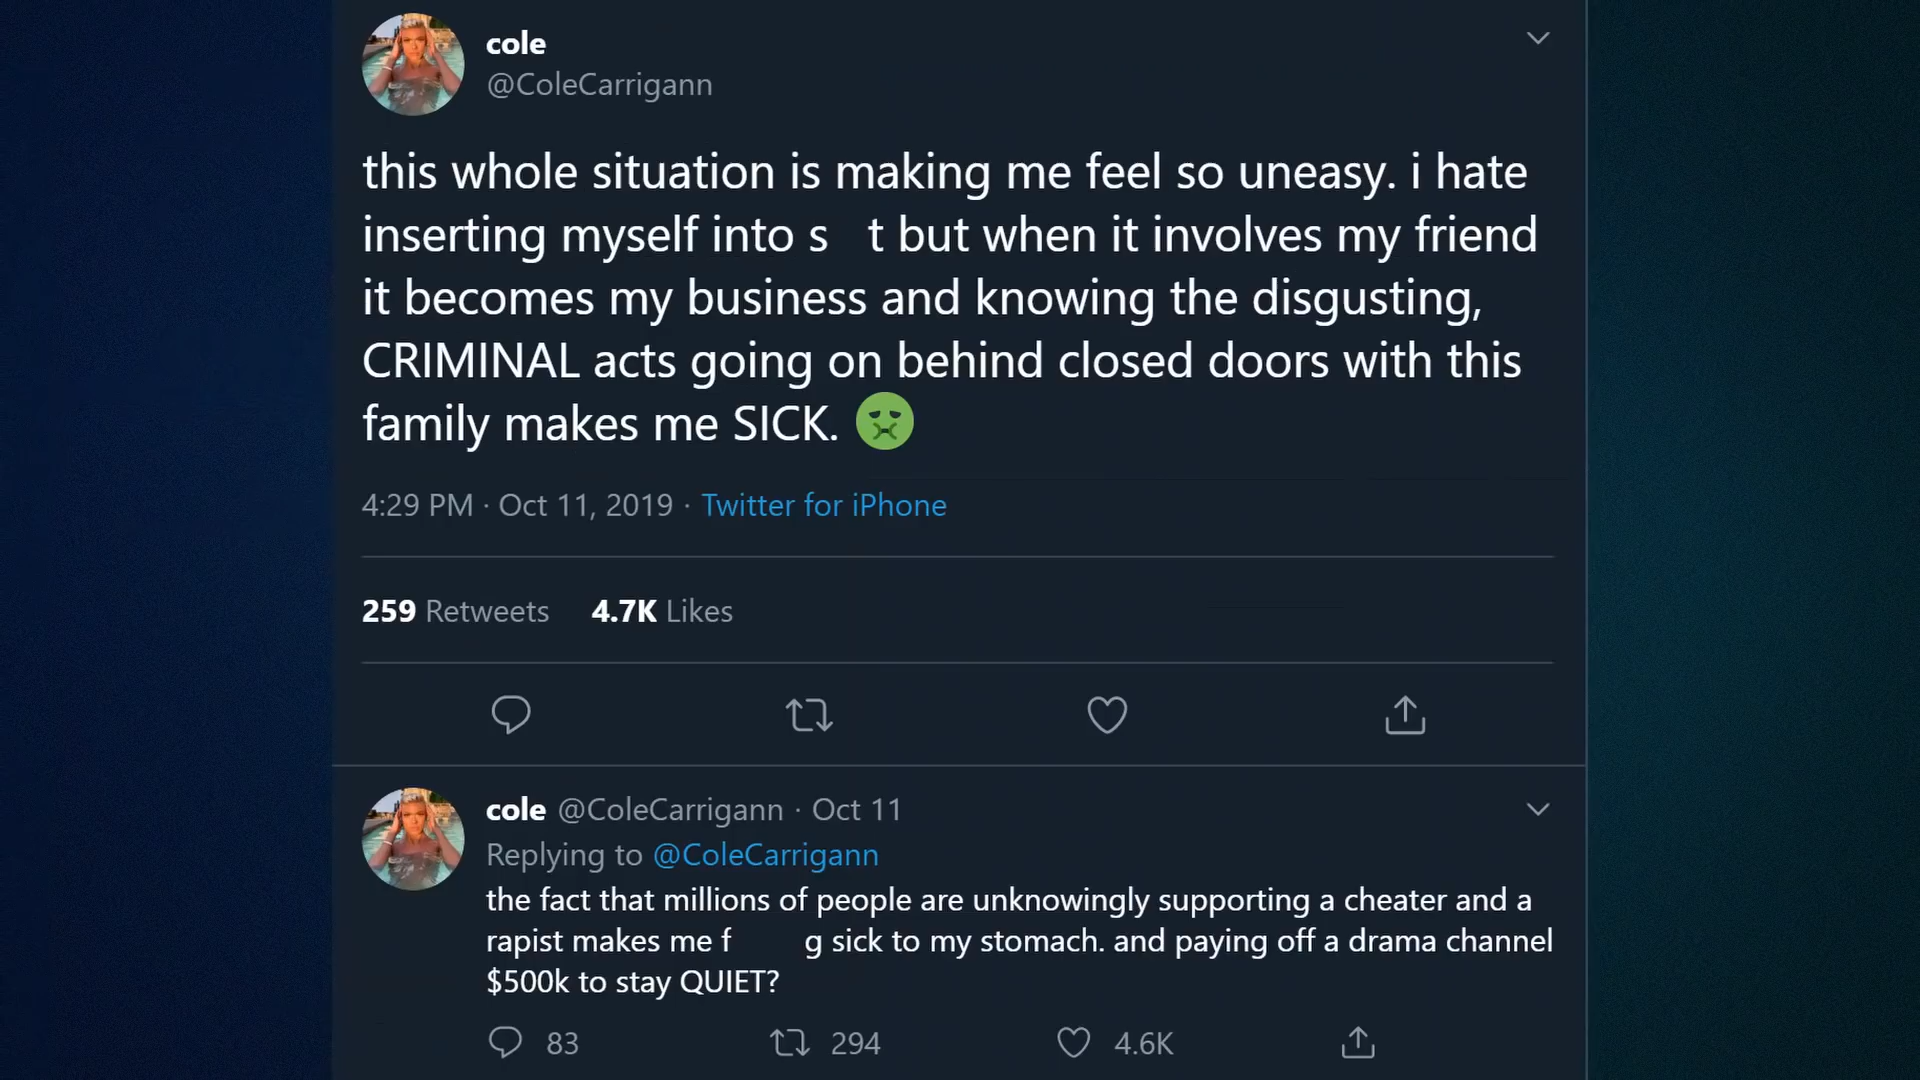 cole
@ColeCarrigann
this whole situation is making me feel so uneasy. i hate
inserting myself into s t but when it involves my friend
it becomes my business and knowing the disgusting,
CRIMINAL acts going on behind closed doors with this
family makes me SICK. 🤢
4:29 PM · Oct 11, 2019 · Twitter for iPhone
259 Retweets 4.7K Likes
cole @ColeCarrigann · Oct 11
Replying to @ColeCarrigann
the fact that millions of people are unknowingly supporting a cheater and a
rapist makes me f g sick to my stomach. and paying off a drama channel
$500k to stay QUIET?
83 294 4.6K